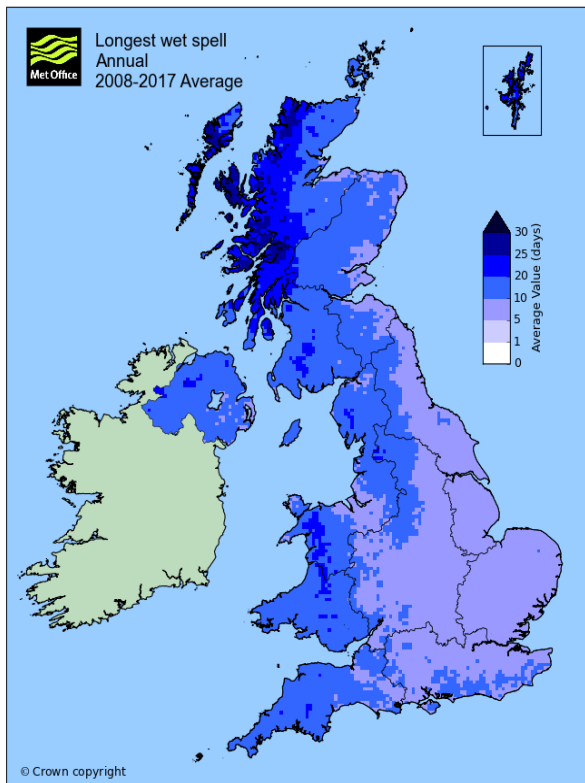 Met Office
Longest wet spell
Annual
2008-2017 Average
30
25
20
10
5
1
0
Average Value (days)
© Crown copyright